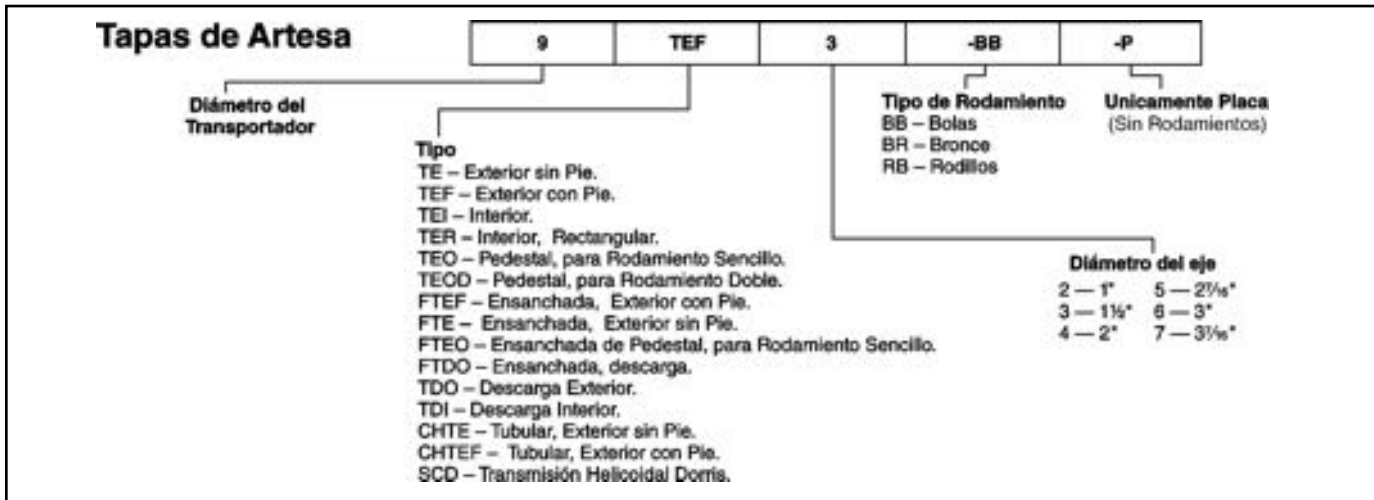 Tapas de Artesa
9 TEF 3 -BB -P
Diámetro del
Transportador
Tipo de Rodamiento
BB – Bolas
BR – Bronce
RB – Rodillos
Unicamente Placa
(Sin Rodamientos)
Tipo
TE – Exterior sin Pie.
TEF – Exterior con Pie.
TEI – Interior.
TER – Interior, Rectangular.
TEO – Pedestal, para Rodamiento Sencillo.
TEOD – Pedestal, para Rodamiento Doble.
FTEF – Ensanchada, Exterior con Pie.
FTE – Ensanchada, Exterior sin Pie.
FTEO – Ensanchada de Pedestal, para Rodamiento Sencillo.
FTDO – Ensanchada, descarga.
TDO – Descarga Exterior.
TDI – Descarga Interior.
CHTE – Tubular, Exterior sin Pie.
CHTEF – Tubular, Exterior con Pie.
SCD – Transmisión Helicoidal Dorris.
Diámetro del eje
2 — 1" 5 — 2⁷⁄₁₆"
3 — 1½" 6 — 3"
4 — 2" 7 — 3⁷⁄₁₆"